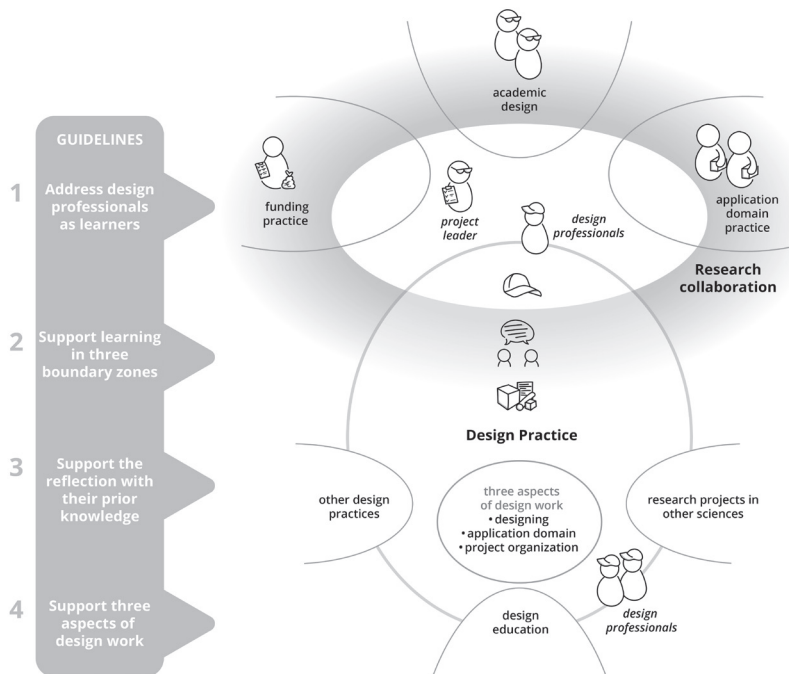 GUIDELINES
1
Address design
professionals
as learners
2
Support learning
in three
boundary zones
3
Support the
reflection with
their prior
knowledge
4
Support three
aspects of
design work
academic
design
funding
practice
project
leader
design
professionals
application
domain
practice
Research
collaboration
Design Practice
other design
practices
three aspects
of design work
• designing
• application domain
• project organization
research projects in
other sciences
design
education
design
professionals